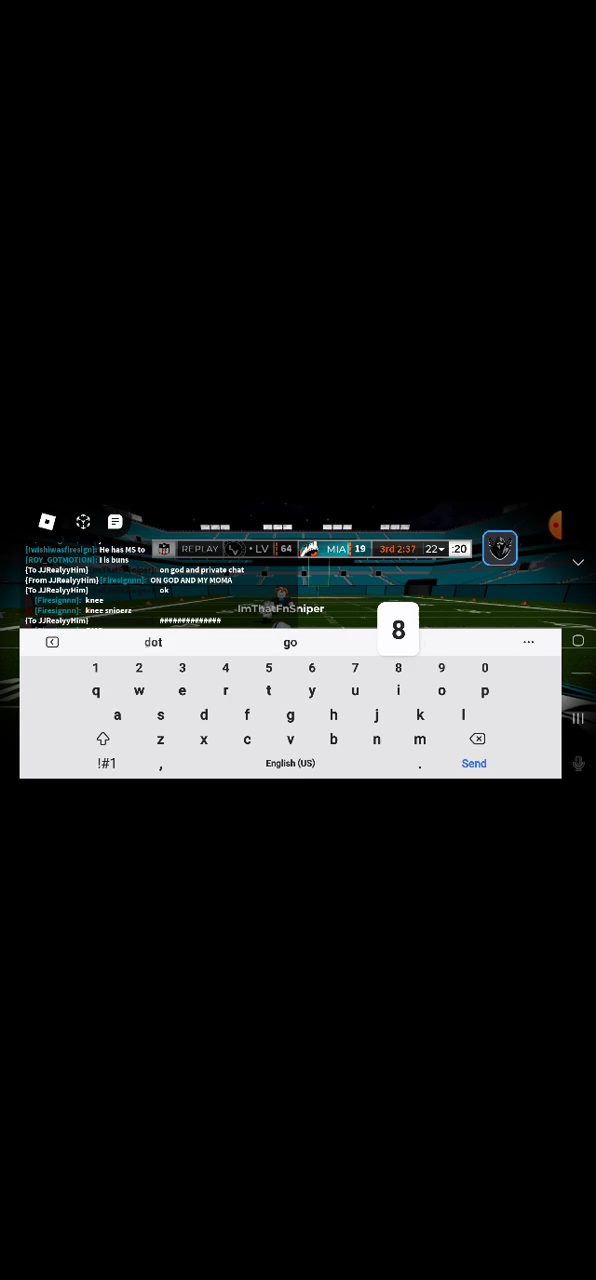 [Iwishiwasfiresign]: He has MS to
[ROY_GOTMOTION]: I is buns
{To JJRealyyHim} on god and private chat
{From JJRealyyHim} [Firesignnn]: ON GOD AND MY MOMA
{To JJRealyyHim} ok
[Firesignnn]: knee
[Firesignnn]: knee sniperz
{To JJRealyyHim} ##############
REPLAY LV 64 MIA 19 3rd 2:37 22 :20
ImThatFnSniper
8
dot go
1 2 3 4 5 6 7 8 9 0
q w e r t y u i o p
a s d f g h j k l
z x c v b n m
!#1 , English (US) . Send